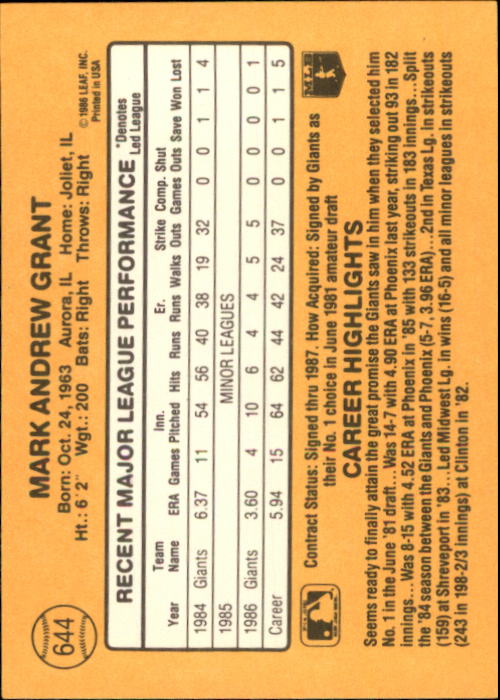 644
MARK ANDREW GRANT
Born: Oct. 24, 1963 Aurora, IL Home: Joliet, IL
Ht.: 6'2" Wgt.: 200 Bats: Right Throws: Right
© 1986 LEAF, INC.
Printed in USA
RECENT MAJOR LEAGUE PERFORMANCE *Denotes Led League
Year Team Name ERA Games Inn. Pitched Hits Runs Er. Runs Walks Strike Outs Comp. Games Shut Outs Save Won Lost
1984 Giants 6.37 11 54 56 40 38 19 32 0 0 1 1 4
1985 MINOR LEAGUES
1986 Giants 3.60 4 10 6 4 4 5 5 0 0 0 0 1
Career 5.94 15 64 62 44 42 24 37 0 0 1 1 5
MLB
Contract Status: Signed thru 1987. How Acquired: Signed by Giants as
their No. 1 choice in June 1981 amateur draft
CAREER HIGHLIGHTS
Seems ready to finally attain the great promise the Giants saw in him when they selected him
No. 1 in the June '81 draft... Was 14-7 with 4.90 ERA at Phoenix last year, striking out 93 in 182
innings... Was 8-15 with 4.52 ERA at Phoenix in '85 with 133 strikeouts in 183 innings... Split
the '84 season between the Giants and Phoenix (5-7, 3.96 ERA)... 2nd in Texas Lg. in strikeouts
(159) at Shreveport in '83... Led Midwest Lg. in wins (16-5) and all minor leagues in strikeouts
(243 in 198-2/3 innings) at Clinton in '82.